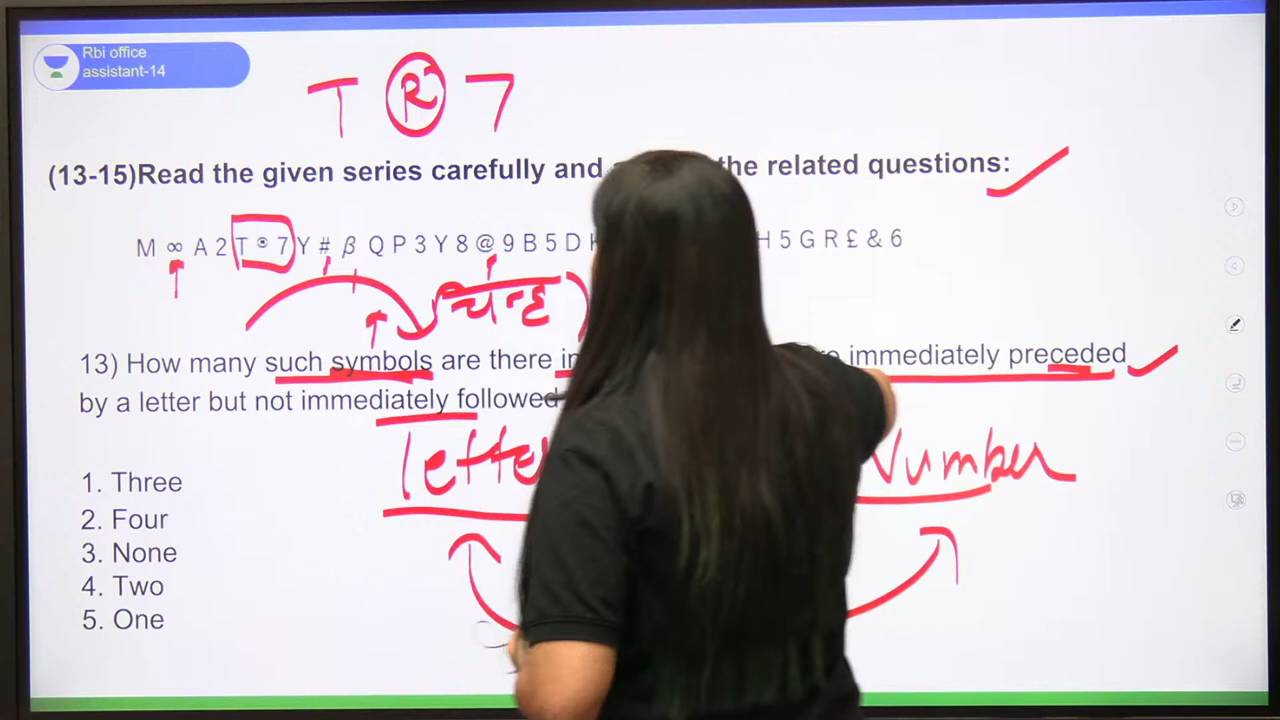 Rbi office
assistant-14
T ® 7
(13-15)Read the given series carefully and the related questions:
M ∞ A 2 T ® 7 Y # β Q P 3 Y 8 @ 9 B 5 D H 5 G R £ & 6
चिन्ह
13) How many such symbols are there in immediately preceded
by a letter but not immediately followed
letter Number
1. Three
2. Four
3. None
4. Two
5. One